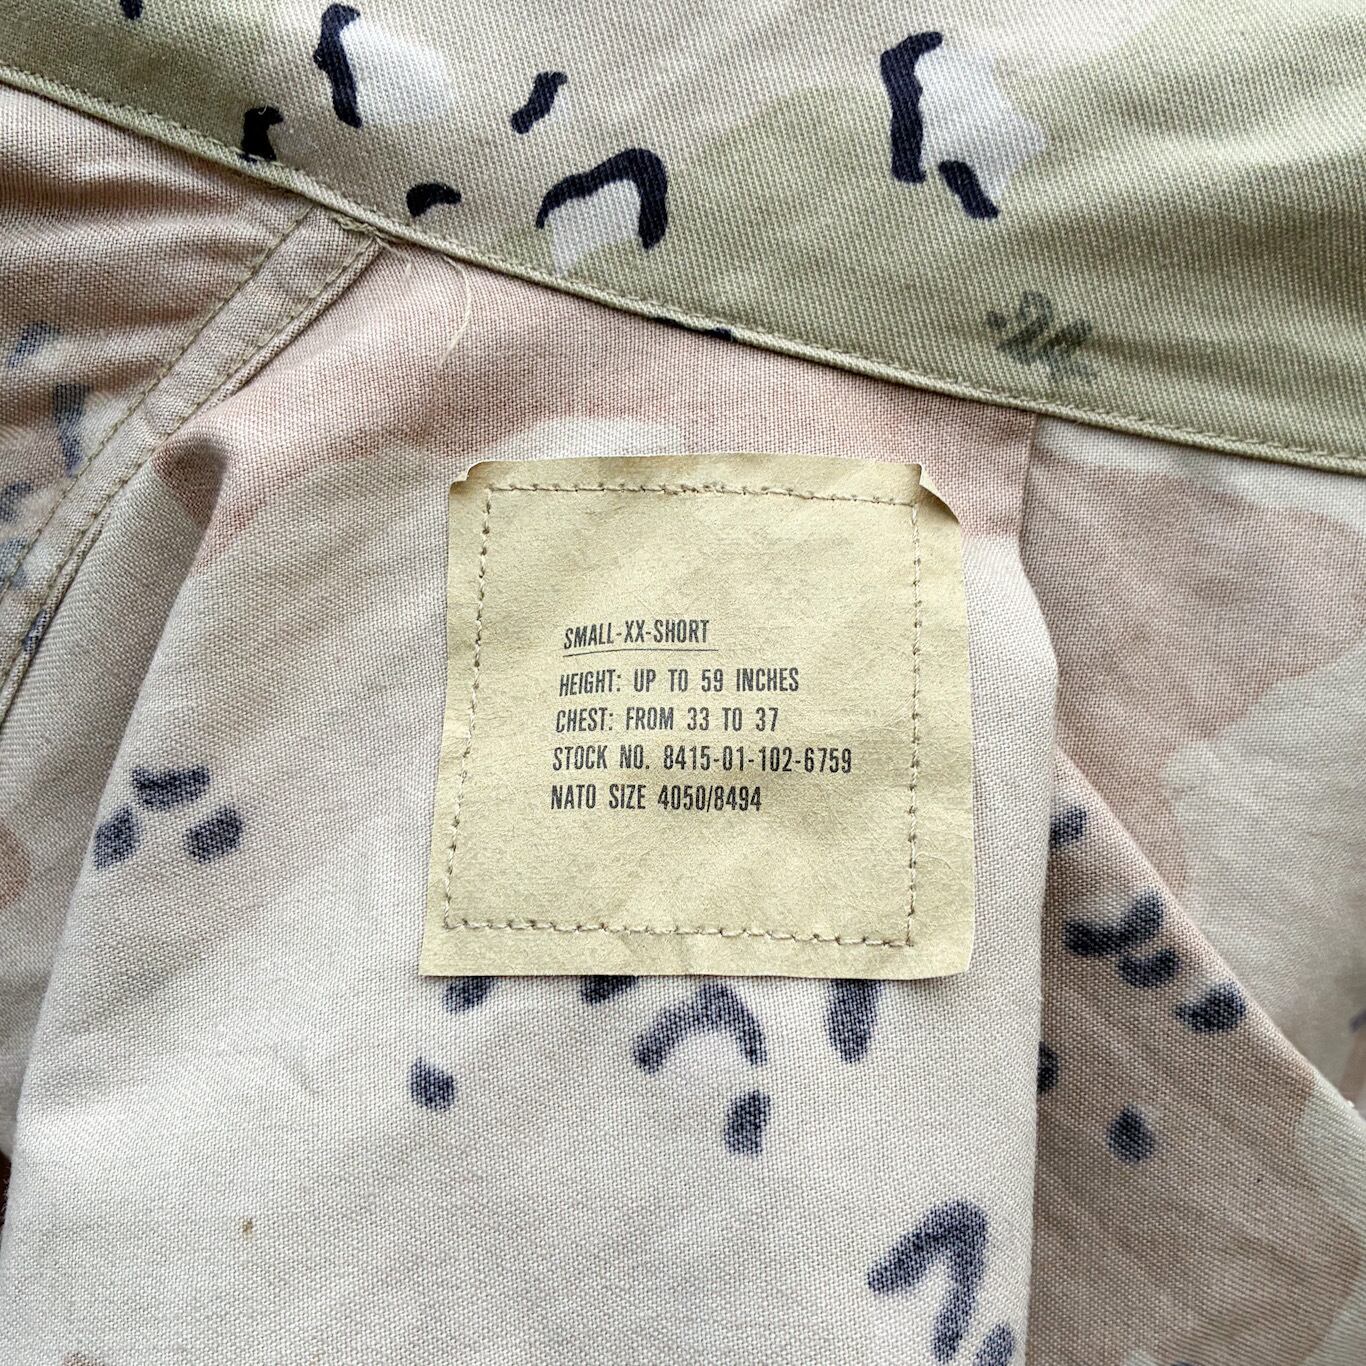 SMALL-XX-SHORT
HEIGHT: UP TO 59 INCHES
CHEST: FROM 33 TO 37
STOCK NO. 8415-01-102-6759
NATO SIZE 4050/8494